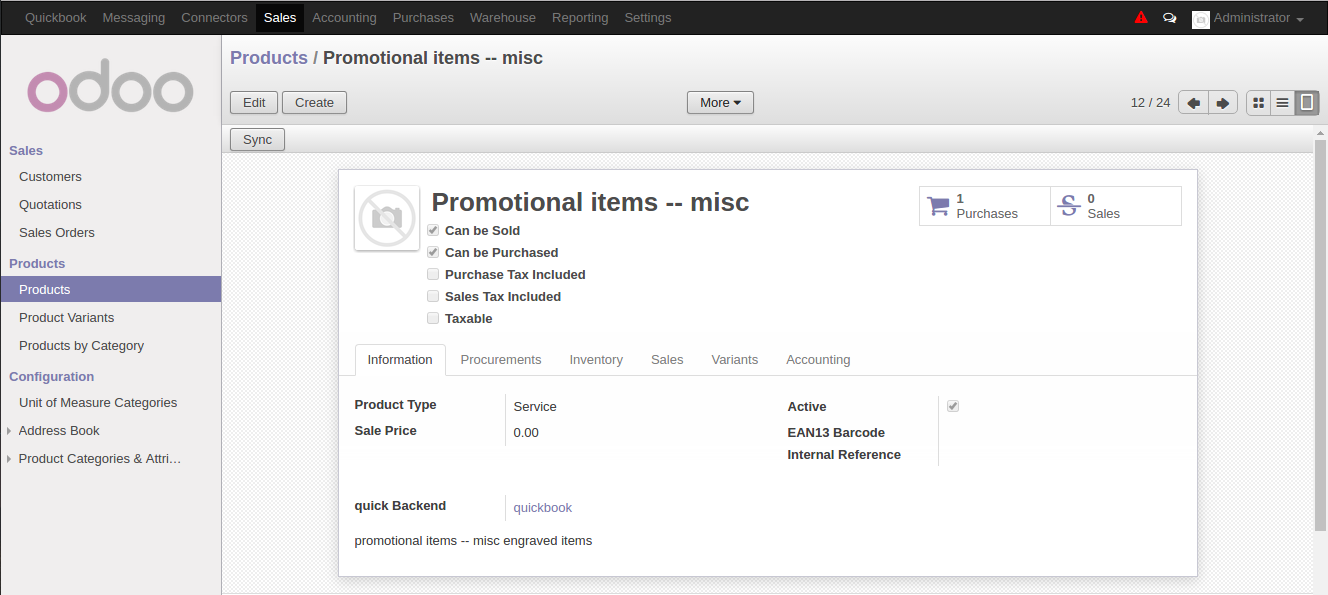 Quickbook Messaging Connectors Sales Accounting Purchases Warehouse Reporting Settings Administrator
odoo
Products / Promotional items -- misc
Edit Create More 12 / 24
Sync
Sales
Customers
Quotations
Sales Orders
Products
Products
Product Variants
Products by Category
Configuration
Unit of Measure Categories
Address Book
Product Categories & Attri…
Promotional items -- misc
1
Purchases
0
Sales
Can be Sold
Can be Purchased
Purchase Tax Included
Sales Tax Included
Taxable
Information Procurements Inventory Sales Variants Accounting
Product Type Service
Sale Price 0.00
Active
EAN13 Barcode
Internal Reference
quick Backend quickbook
promotional items -- misc engraved items